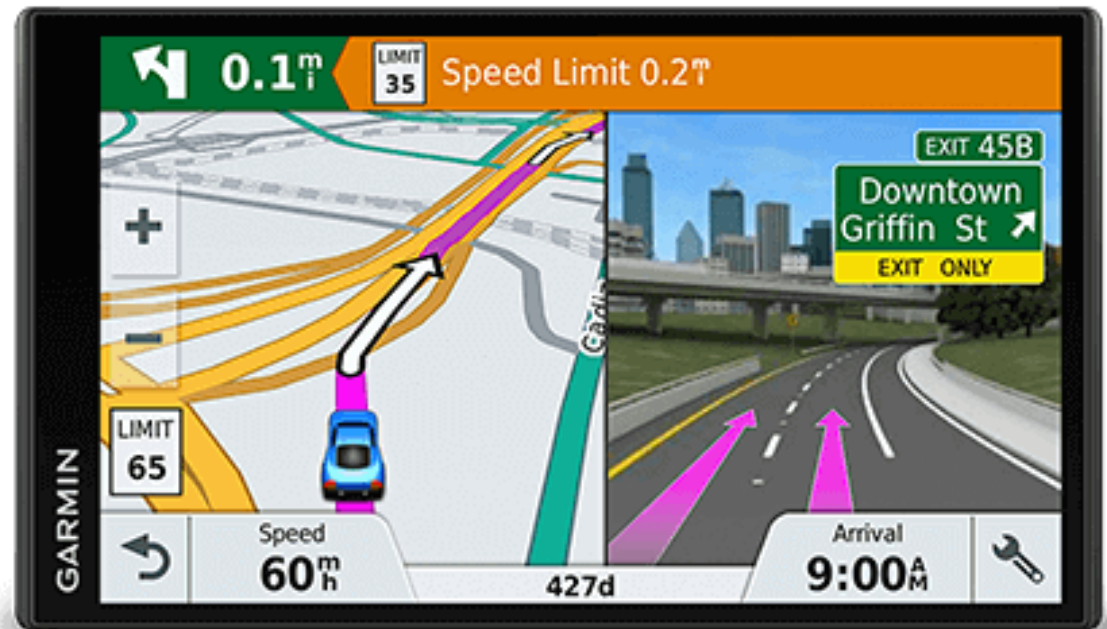 0.1 mi
LIMIT
35
Speed Limit 0.2 mi
EXIT 45B
Downtown
Griffin St
EXIT ONLY
+
-
LIMIT
65
GARMIN
Speed
60 mh
427d
Arrival
9:00 AM